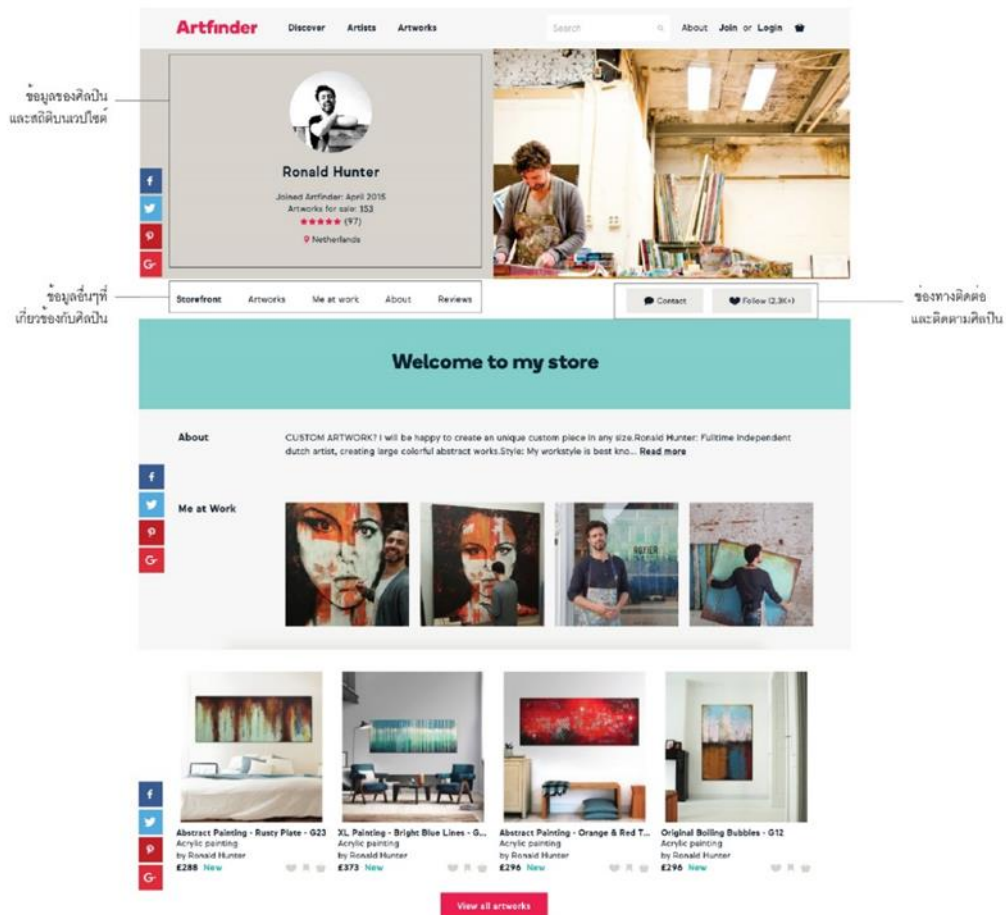 Artfinder
Discover Artists Artworks
Search
About Join or Login
ข้อมูลของศิลปิน
และสถิติบนเวปไซต์
Ronald Hunter
Joined Artfinder: April 2015
Artworks for sale: 153
★★★★★ (97)
Netherlands
f
G+
ข้อมูลอื่นๆที่
เกี่ยวข้องกับศิลปิน
Storefront Artworks Me at work About Reviews
Contact Follow (2.3K+)
ช่องทางติดต่อ
และติดตามศิลปิน
Welcome to my store
About
CUSTOM ARTWORK? I will be happy to create an unique custom piece in any size.Ronald Hunter: Fulltime independent
dutch artist, creating large colorful abstract works.Style: My workstyle is best kno... Read more
f
G+
Me at Work
f
G+
Abstract Painting - Rusty Plate - G23
Acrylic painting
by Ronald Hunter
£288 New
XL Painting - Bright Blue Lines - G...
Acrylic painting
by Ronald Hunter
£373 New
Abstract Painting - Orange & Red T...
Acrylic painting
by Ronald Hunter
£296 New
Original Boiling Bubbles - G12
Acrylic painting
by Ronald Hunter
£296 New
View all artworks